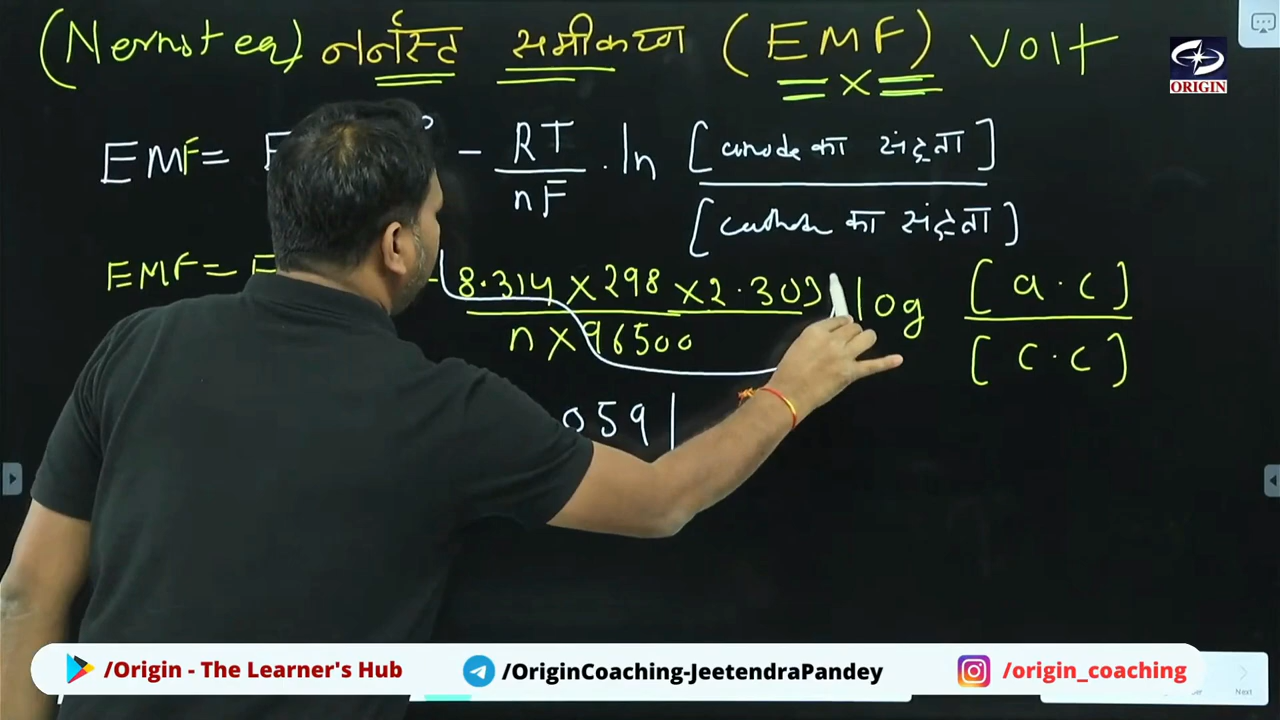 (Nernst eq) नर्नस्ट समीकरण (EMF) Volt
ORIGIN
EMF = E ° - RT/nF . ln [anode का सांद्रता]/[cathode का सांद्रता]
EMF = E - 8.314 × 298 × 2.303/n × 96500 log [a.c]/[c.c]
0591
/Origin - The Learner's Hub
/OriginCoaching-JeetendraPandey
/origin_coaching
Next